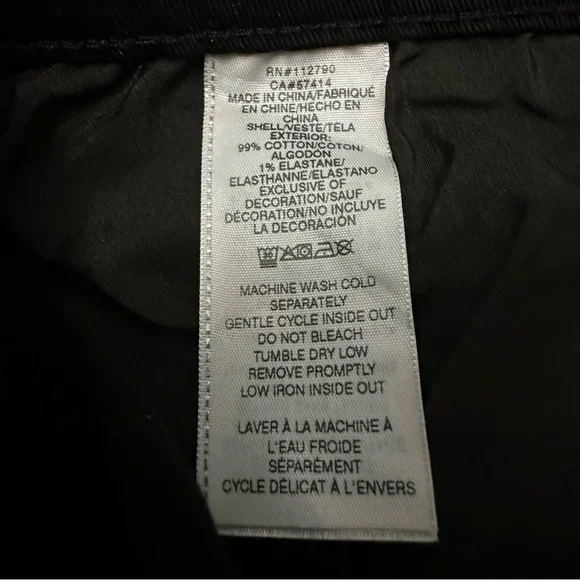 RN#112790
CA#57414
MADE IN CHINA/FABRIQUÉ
EN CHINE/HECHO EN
CHINA
SHELL/VESTE/TELA
EXTERIOR:
99% COTTON/COTON/
ALGODÓN
1% ELASTANE/
ELASTHANNE/ELASTANO
EXCLUSIVE OF
DECORATION/SAUF
DÉCORATION/NO INCLUYE
LA DECORACIÓN
MACHINE WASH COLD
SEPARATELY
GENTLE CYCLE INSIDE OUT
DO NOT BLEACH
TUMBLE DRY LOW
REMOVE PROMPTLY
LOW IRON INSIDE OUT
LAVER À LA MACHINE À
L'EAU FROIDE
SÉPARÉMENT
CYCLE DÉLICAT À L'ENVERS